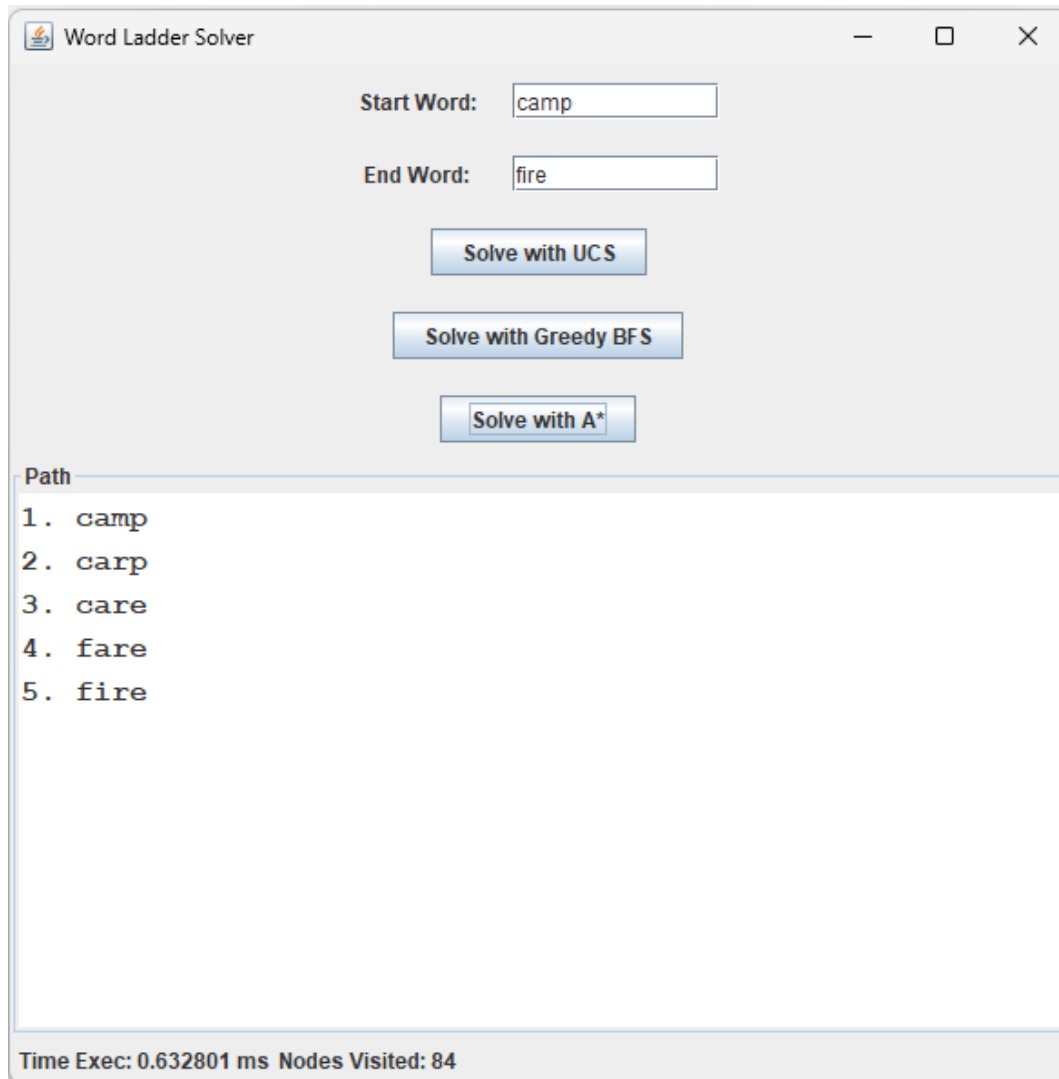 Word Ladder Solver
Start Word: camp
End Word: fire
Solve with UCS
Solve with Greedy BFS
Solve with A*
Path
1. camp
2. carp
3. care
4. fare
5. fire
Time Exec: 0.632801 ms Nodes Visited: 84